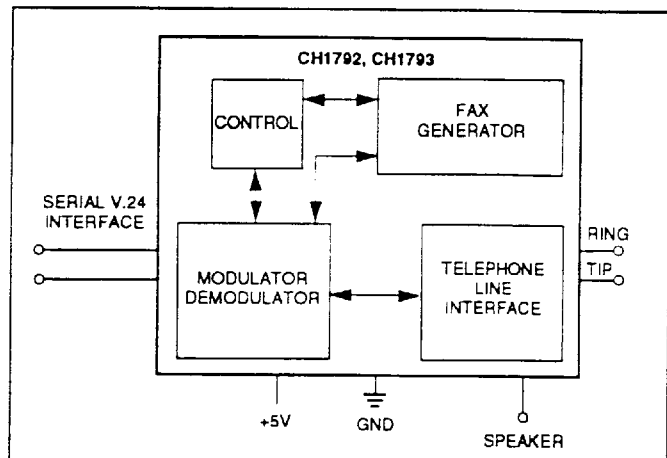 CH1792, CH1793
CONTROL
FAX
GENERATOR
SERIAL V.24
INTERFACE
MODULATOR
DEMODULATOR
TELEPHONE
LINE
INTERFACE
RING
TIP
+5V
GND
SPEAKER